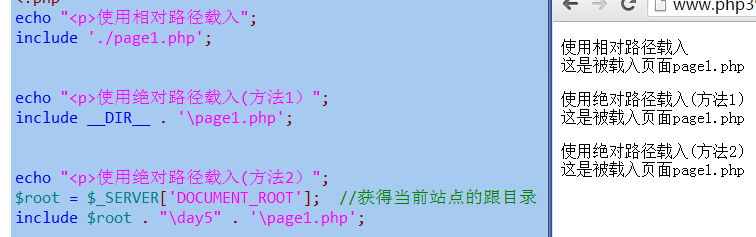 <?php
echo "<p>使用相对路径载入";
include './page1.php';
echo "<p>使用绝对路径载入(方法1）";
include __DIR__ . '\page1.php';
echo "<p>使用绝对路径载入(方法2）";
$root = $_SERVER['DOCUMENT_ROOT']; //获得当前站点的跟目录
include $root . "\day5" . '\page1.php';
www.php3
使用相对路径载入
这是被载入页面page1.php
使用绝对路径载入(方法1）
这是被载入页面page1.php
使用绝对路径载入(方法2）
这是被载入页面page1.php